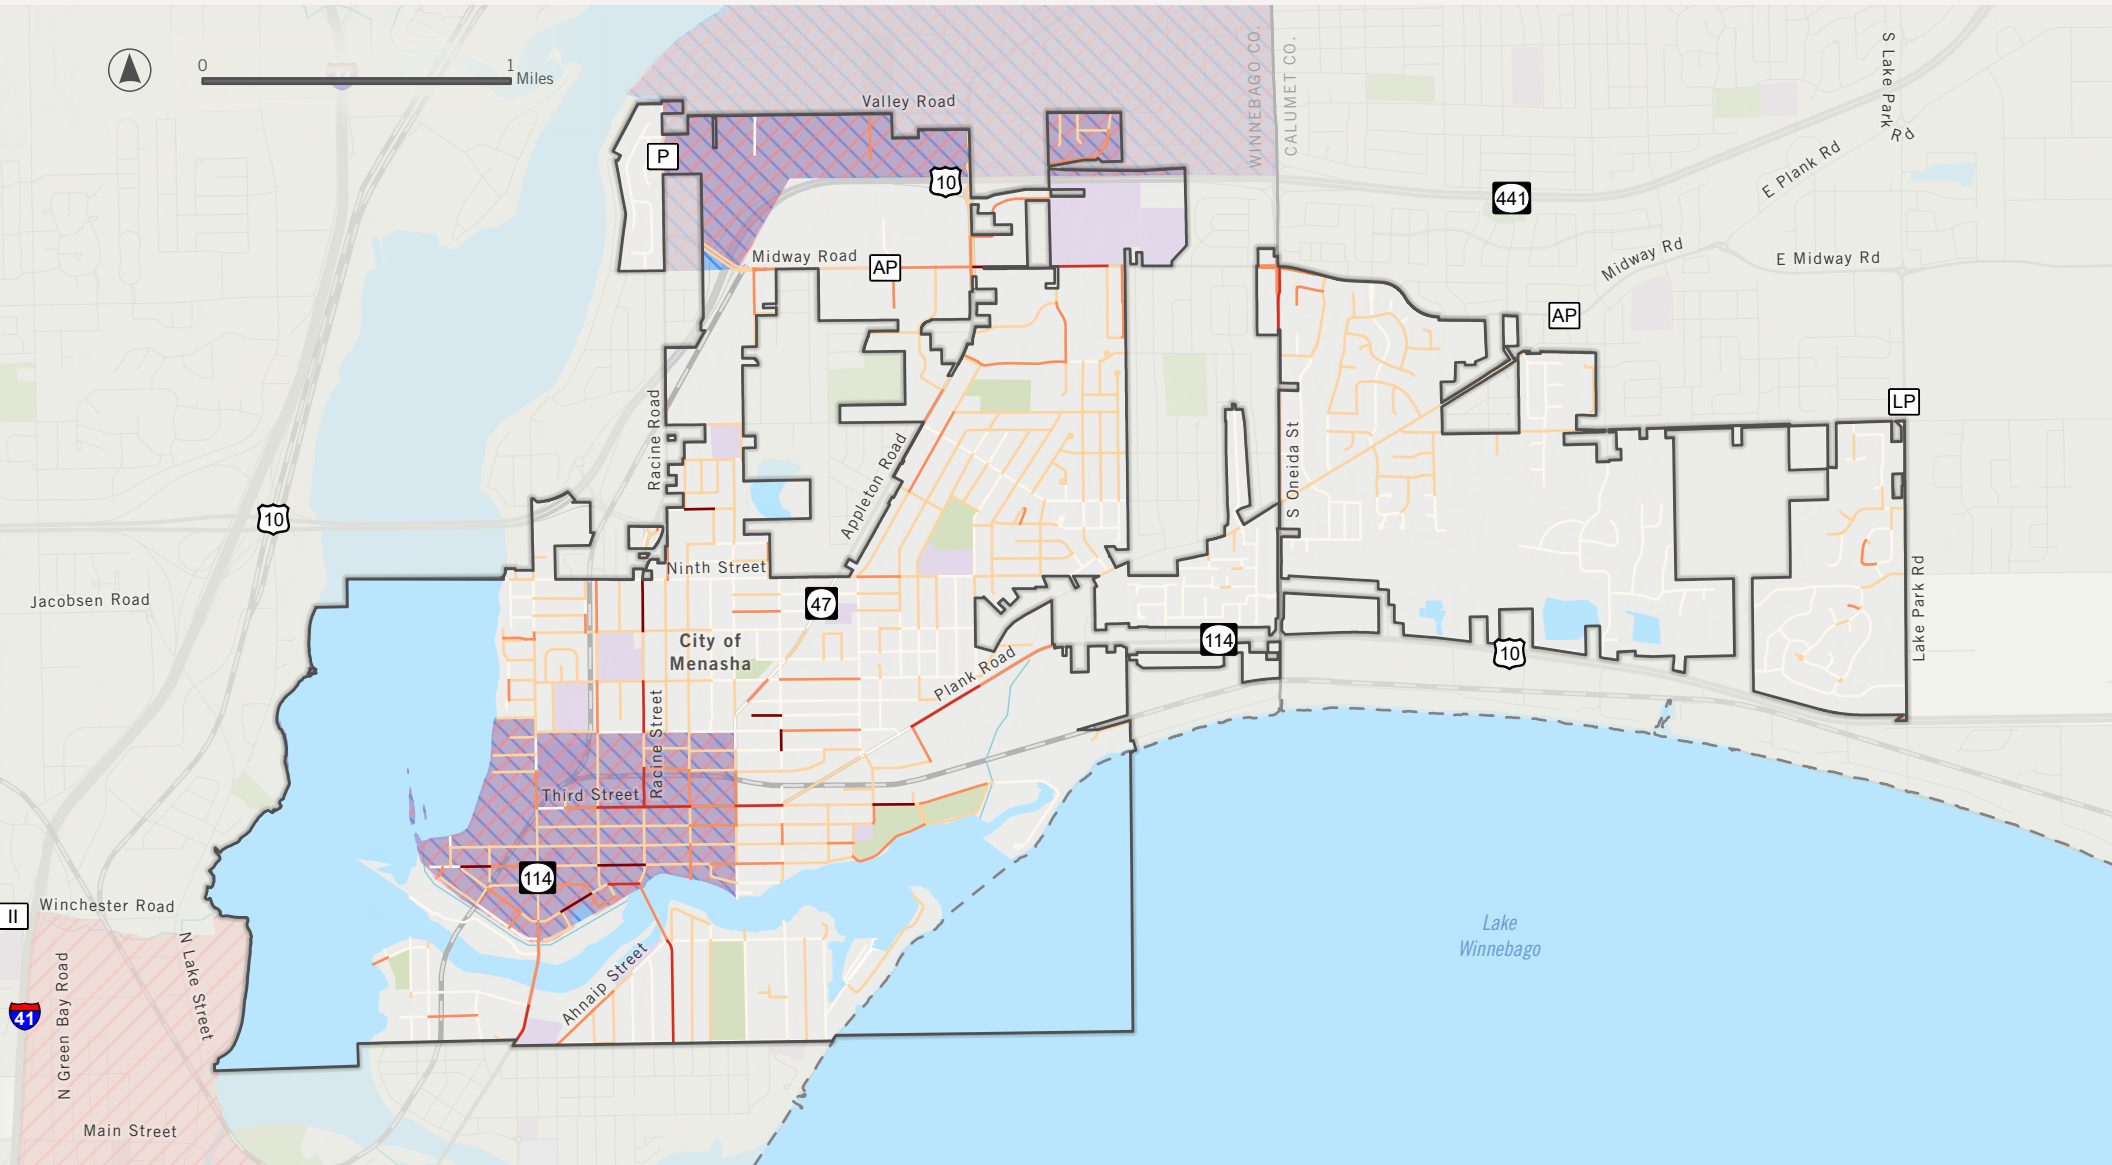 0 1
Miles
WINNEBAGO CO.
CALUMET CO.
S Lake Park
Rd
Valley Road
P
10
441
E Plank Rd
Midway Road
AP
Midway Rd
E Midway Rd
AP
LP
Racine Road
Appleton Road
S Oneida St
10
Ninth Street
Jacobsen Road
47
City of
Menasha
114
10
Lake Park Rd
Plank Road
Racine Street
Third Street
114
II
Winchester Road
N Lake Street
N Green Bay Road
41
Ahnaip Street
Lake
Winnebago
Main Street